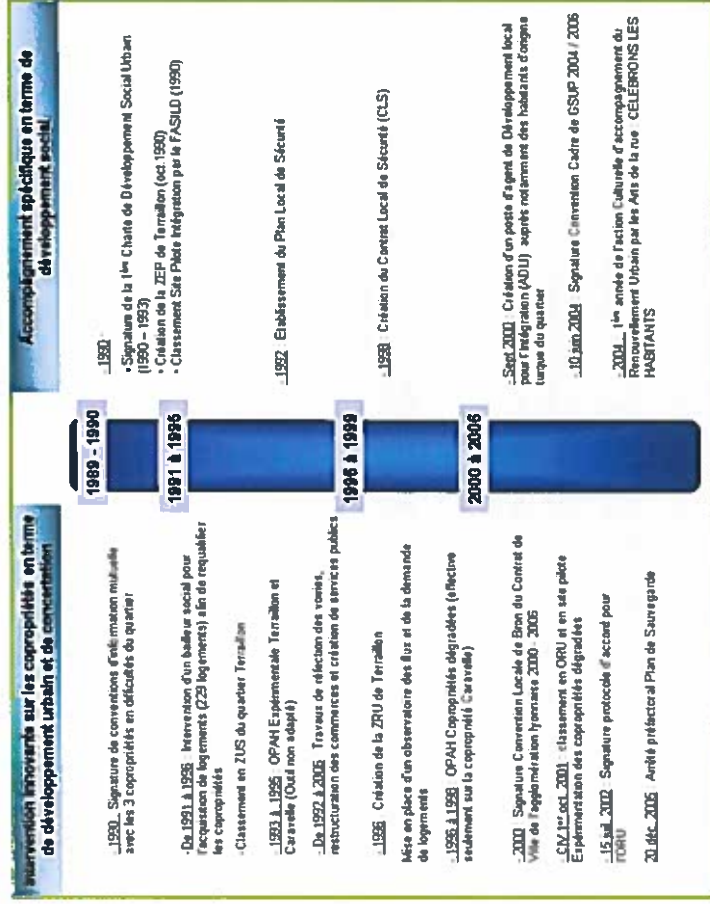 Intervention innovante sur les copropriétés en terme
de développement urbain et de concertation
- 1990 : Signature de conventions d'information mutuelle
avec les 3 copropriétés en difficultés du quartier
- De 1991 à 1996 : Intervention d'un bailleur social pour
l'acquisition de logements (229 logements) afin de requalifier
les copropriétés
- Classement en ZUS du quartier Terraillon
- 1993 à 1995 : OPAH Expérimentale Terraillon et
Caravelle (Outil non adapté)
- De 1992 à 2006 : Travaux de réfection des voiries,
restructuration des commerces et création de services publics
- 1996 : Création de la ZRU de Terraillon
Mise en place d'un observatoire des flux et de la demande
de logements
- 1996 à 1998 : OPAH Copropriétés dégradées (effective
seulement sur la copropriété Caravelle)
- 2000 : Signature Convention Locale de Bron du Contrat de
Ville de l'agglomération lyonnaise 2000 - 2006
- CIV 1er oct. 2001 : classement en ORU et en site pilote
Expérimentation des copropriétés dégradées
- 15 juil. 2002 : Signature protocole d'accord pour
l'ORU
20 déc. 2005 : Arrêté préfectoral Plan de Sauvegarde
1989 - 1990
1991 à 1995
1996 à 1999
2000 à 2006
Accompagnement spécifique en terme de
développement social
- 1990 :
• Signature de la 1ère Charte de Développement Social Urbain
(1990 – 1993)
• Création de la ZEP de Terraillon (oct.1990)
• Classement Site Pilote Intégration par le FASILD (1990)
- 1992 : Etablissement du Plan Local de Sécurité
- 1998 : Création du Contrat Local de Sécurité (CLS)
- Sept 2000 : Création d'un poste d'agent de Développement local
pour l'Intégration (ADLI) auprès notamment des habitants d'origine
turque du quartier
- 10 juin 2004 : Signature Convention Cadre de GSUP 2004 / 2006
- 2004 : 1ère année de l'action Culturelle d'accompagnement du
Renouvellement Urbain par les Arts de la rue : CELEBRONS LES
HABITANTS